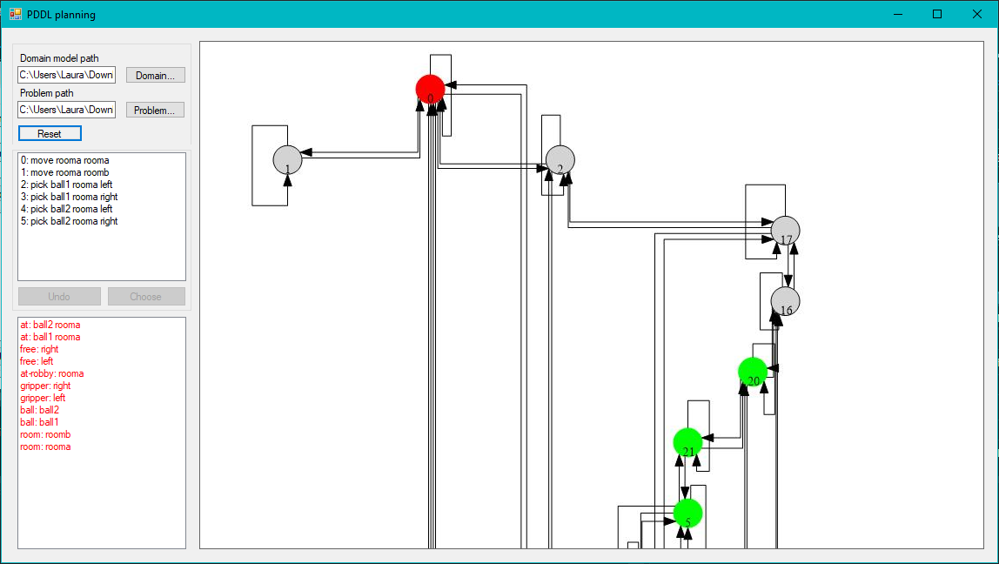 PDDL planning
Domain model path
C:\Users\Laura\Down
Domain...
Problem path
C:\Users\Laura\Down
Problem...
Reset
0: move rooma rooma
1: move rooma roomb
2: pick ball1 rooma left
3: pick ball1 rooma right
4: pick ball2 rooma left
5: pick ball2 rooma right
Undo
Choose
at: ball2 rooma
at: ball1 rooma
free: right
free: left
at-robby: rooma
gripper: right
gripper: left
ball: ball2
ball: ball1
room: roomb
room: rooma
0
1
2
17
16
20
21
5